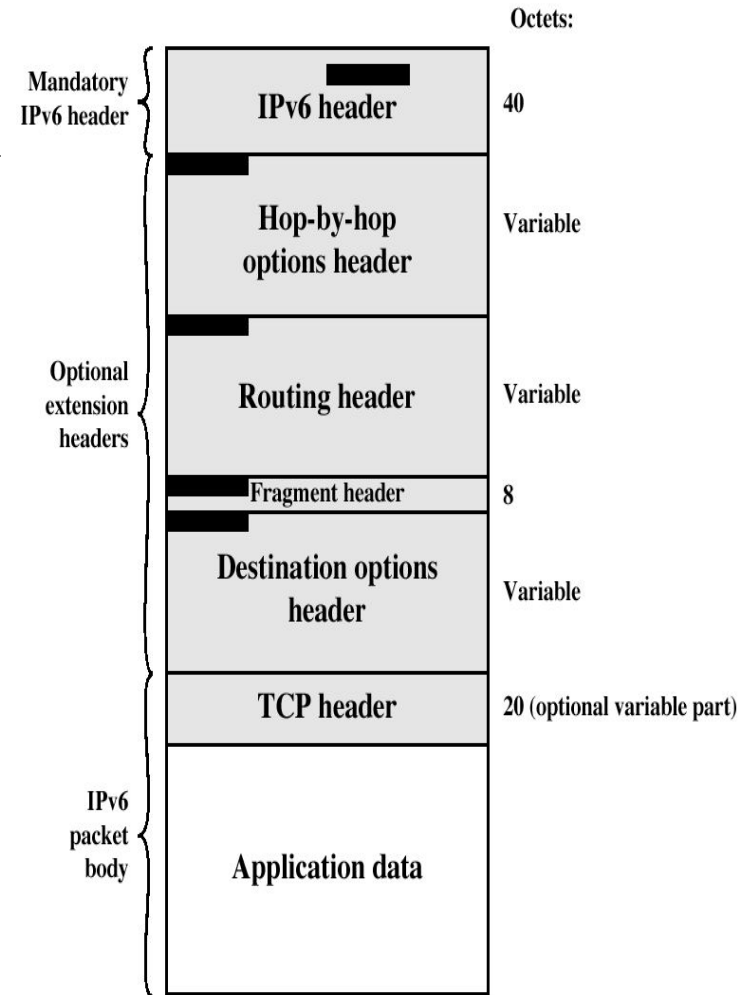 Octets:
Mandatory
IPv6 header
IPv6 header
40
Hop-by-hop
options header
Variable
Optional
extension
headers
Routing header
Variable
Fragment header
8
Destination options
header
Variable
TCP header
20 (optional variable part)
IPv6
packet
body
Application data